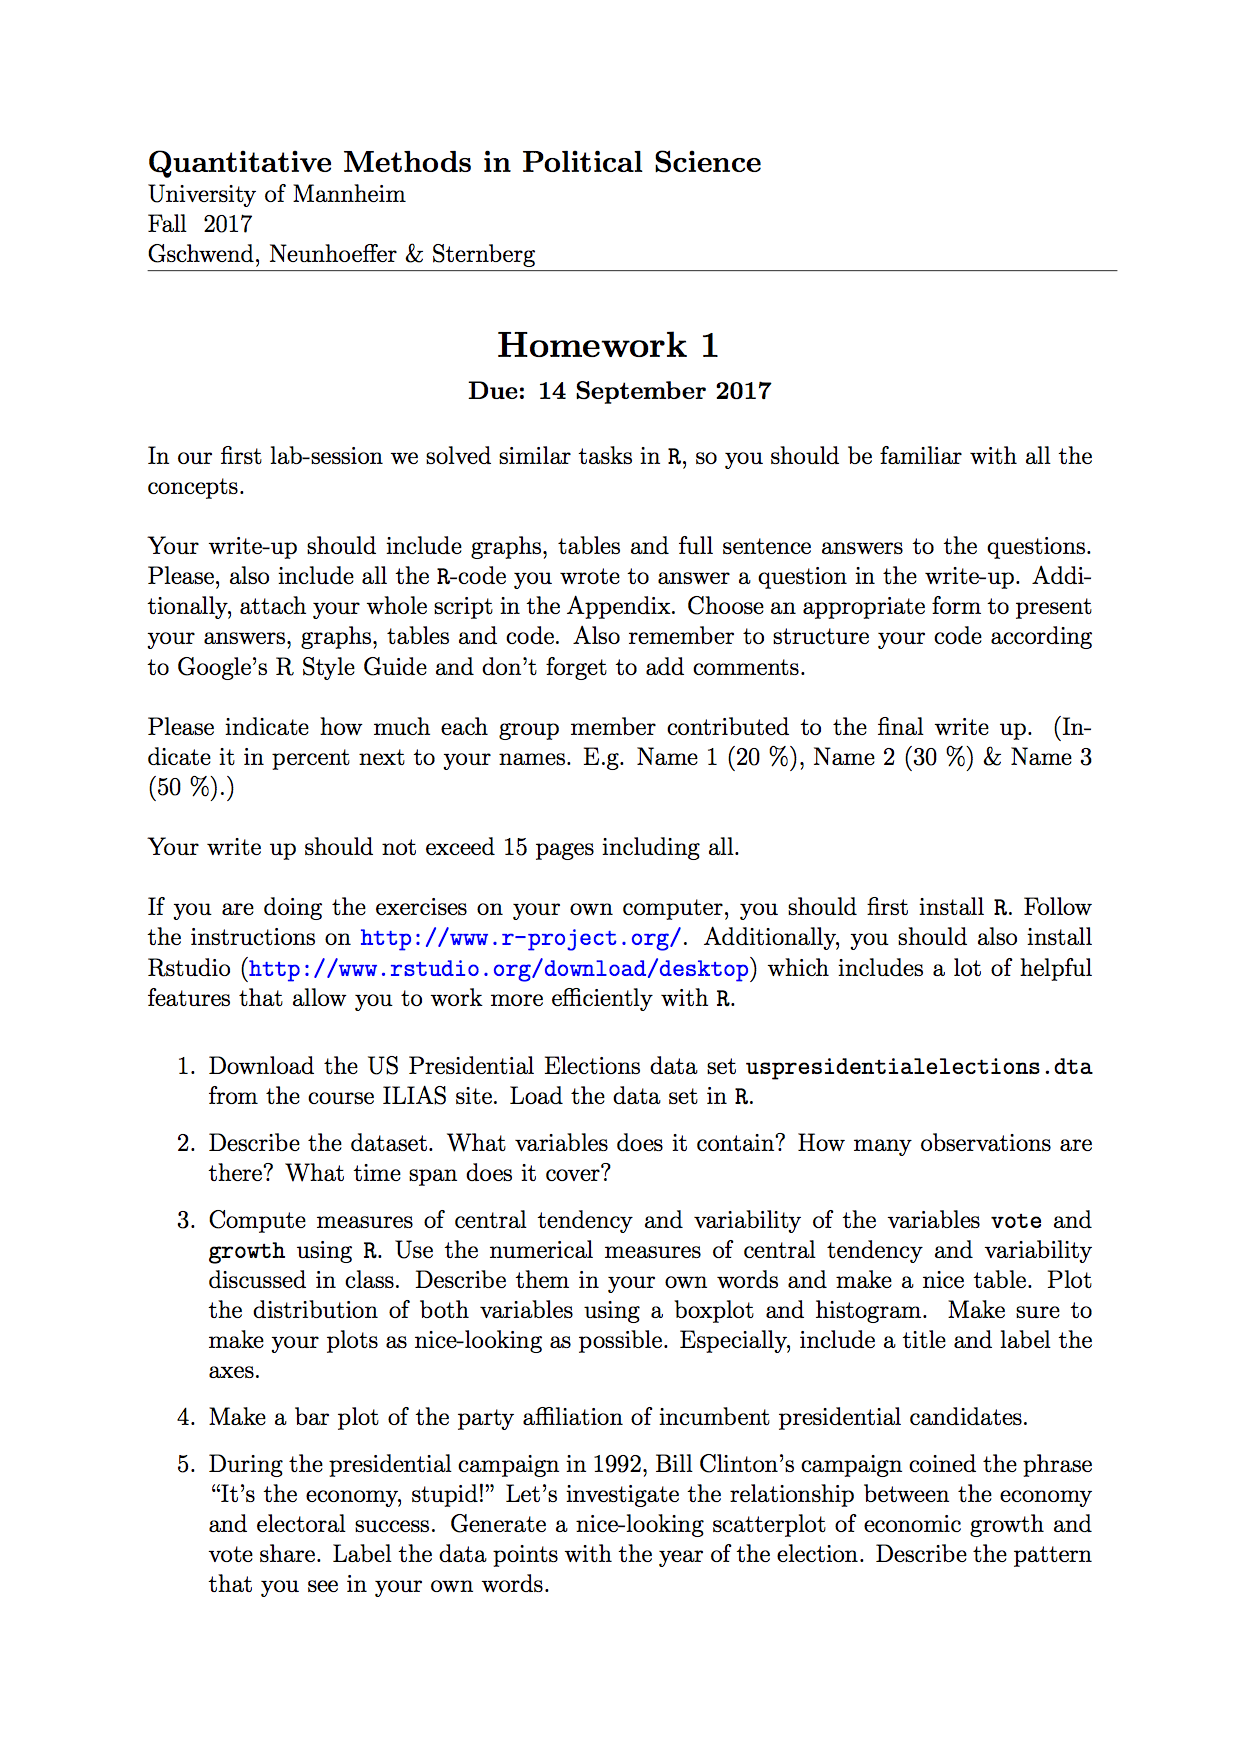 Quantitative Methods in Political Science
University of Mannheim
Fall 2017
Gschwend, Neunhoeffer & Sternberg
Homework 1
Due: 14 September 2017
In our first lab-session we solved similar tasks in R, so you should be familiar with all the
concepts.
Your write-up should include graphs, tables and full sentence answers to the questions.
Please, also include all the R-code you wrote to answer a question in the write-up. Addi-
tionally, attach your whole script in the Appendix. Choose an appropriate form to present
your answers, graphs, tables and code. Also remember to structure your code according
to Google's R Style Guide and don't forget to add comments.
Please indicate how much each group member contributed to the final write up. (In-
dicate it in percent next to your names. E.g. Name 1 (20 %), Name 2 (30 %) & Name 3
(50 %).)
Your write up should not exceed 15 pages including all.
If you are doing the exercises on your own computer, you should first install R. Follow
the instructions on http://www.r-project.org/. Additionally, you should also install
Rstudio (http://www.rstudio.org/download/desktop) which includes a lot of helpful
features that allow you to work more efficiently with R.
1. Download the US Presidential Elections data set uspresidentialelections.dta
from the course ILIAS site. Load the data set in R.
2. Describe the dataset. What variables does it contain? How many observations are
there? What time span does it cover?
3. Compute measures of central tendency and variability of the variables vote and
growth using R. Use the numerical measures of central tendency and variability
discussed in class. Describe them in your own words and make a nice table. Plot
the distribution of both variables using a boxplot and histogram. Make sure to
make your plots as nice-looking as possible. Especially, include a title and label the
axes.
4. Make a bar plot of the party affiliation of incumbent presidential candidates.
5. During the presidential campaign in 1992, Bill Clinton's campaign coined the phrase
“It's the economy, stupid!” Let's investigate the relationship between the economy
and electoral success. Generate a nice-looking scatterplot of economic growth and
vote share. Label the data points with the year of the election. Describe the pattern
that you see in your own words.